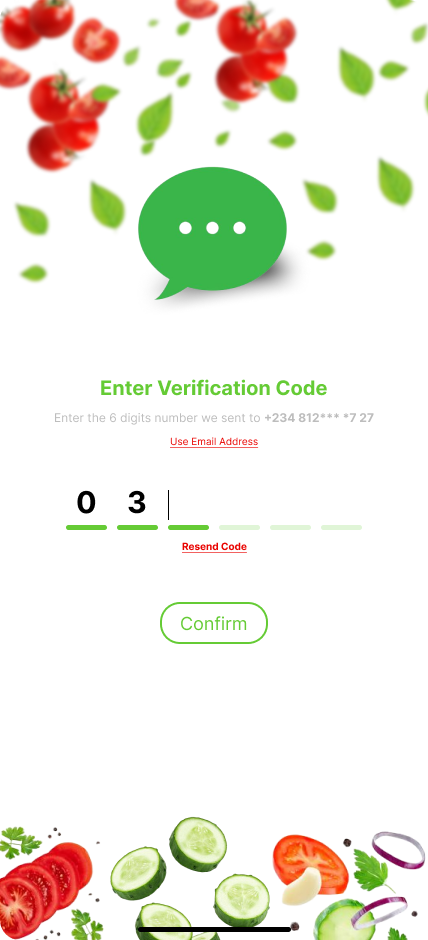 Enter Verification Code
Enter the 6 digits number we sent to +234 812*** *7 27
Use Email Address
0 3
Resend Code
Confirm